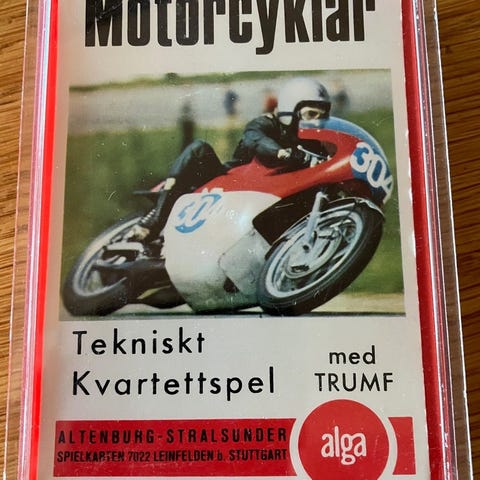 Motorcyklar
304
304
Tekniskt
Kvartettspel
med
TRUMF
ALTENBURG-STRALSUNDER
SPIELKARTEN 7022 LEINFELDEN b. STUTTGART
alga